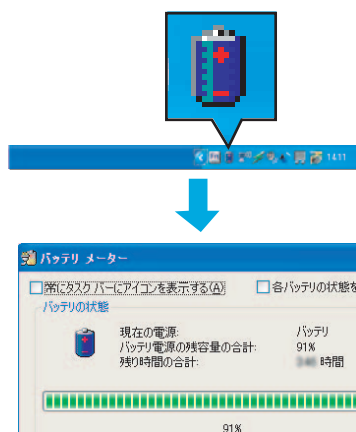 14:11
バッテリ メーター
常にタスク バーにアイコンを表示する(A)
各バッテリの状態を
バッテリの状態
現在の電源: バッテリ
バッテリ電源の残容量の合計: 91%
残り時間の合計: 時間
91%